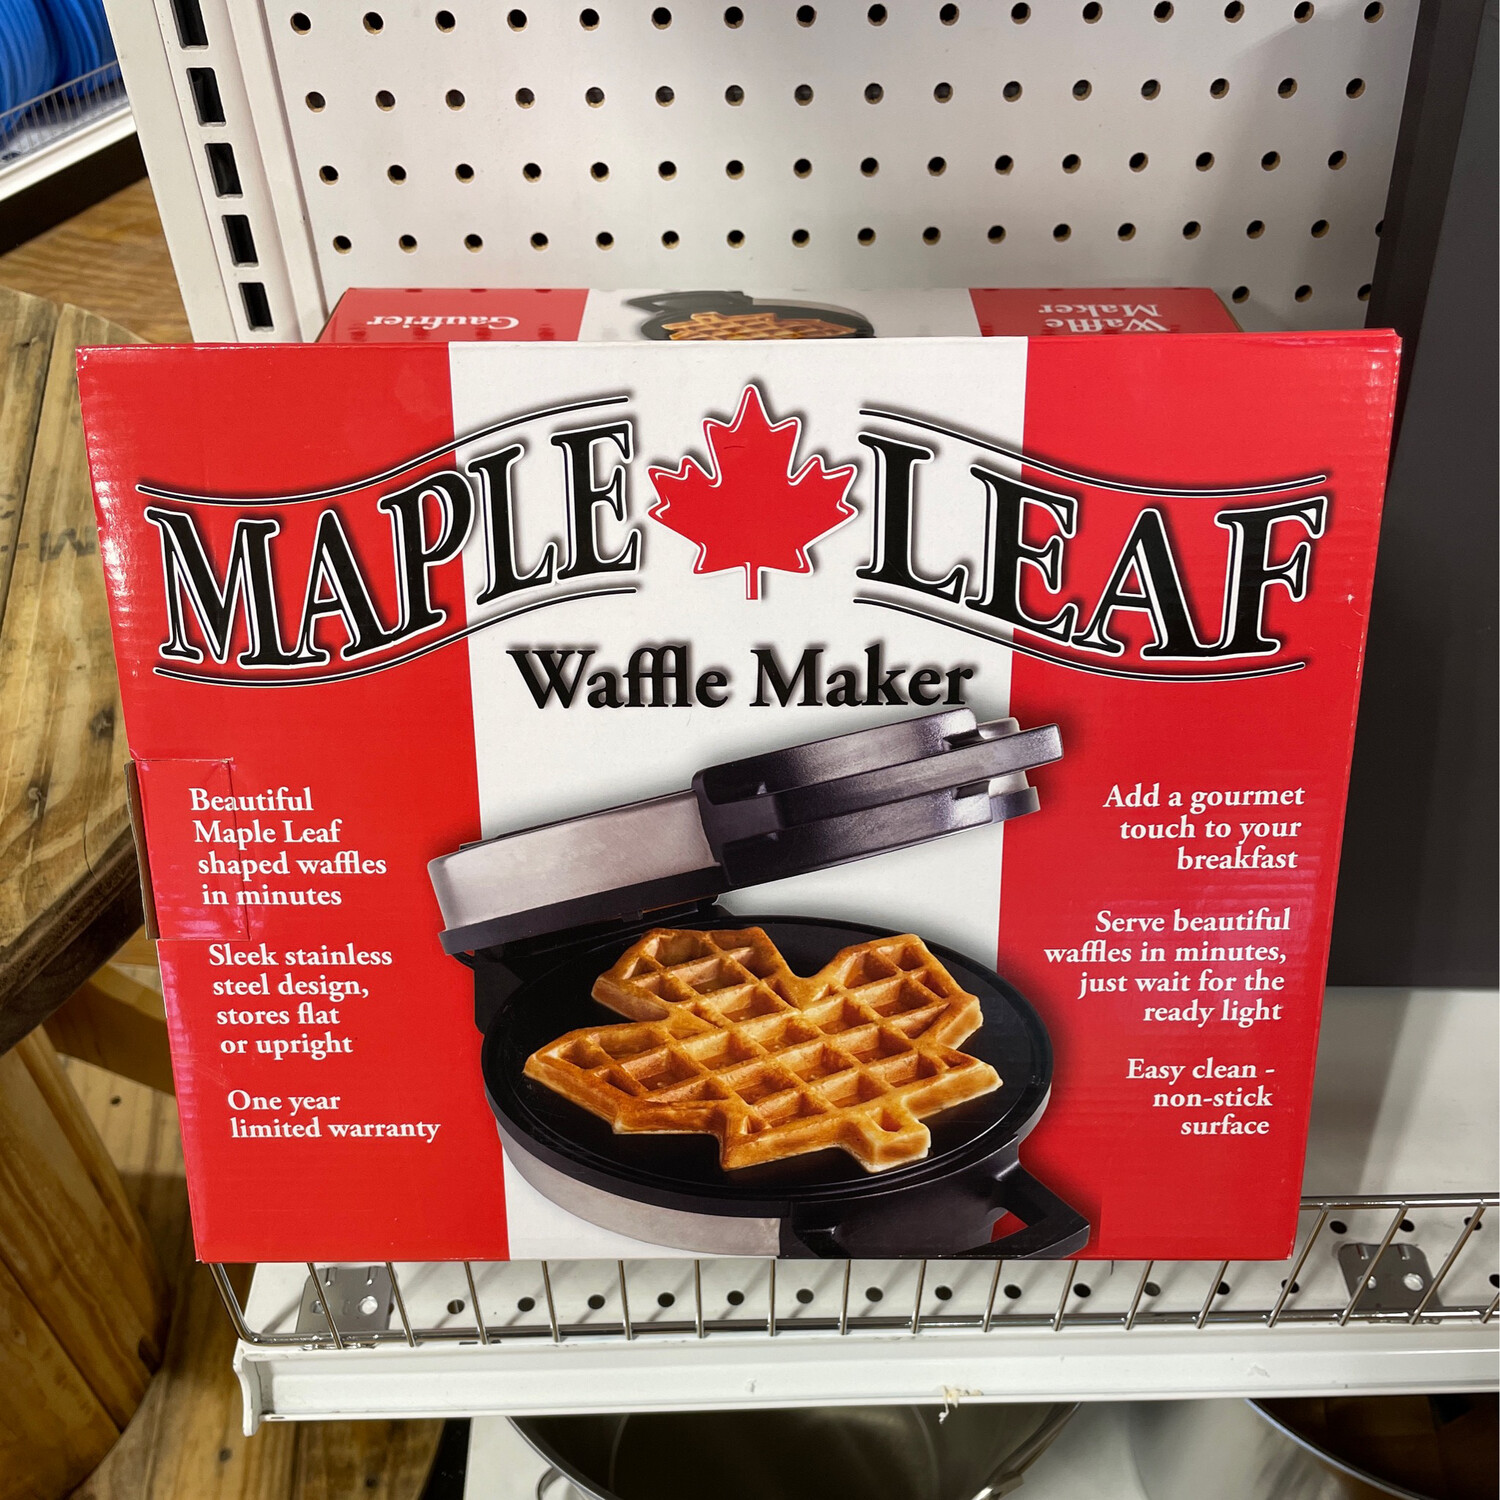 Gaufrier
Waffle
Maker
MAPLE LEAF
Waffle Maker
Beautiful
Maple Leaf
shaped waffles
in minutes
Sleek stainless
steel design,
stores flat
or upright
One year
limited warranty
Add a gourmet
touch to your
breakfast
Serve beautiful
waffles in minutes,
just wait for the
ready light
Easy clean -
non-stick
surface